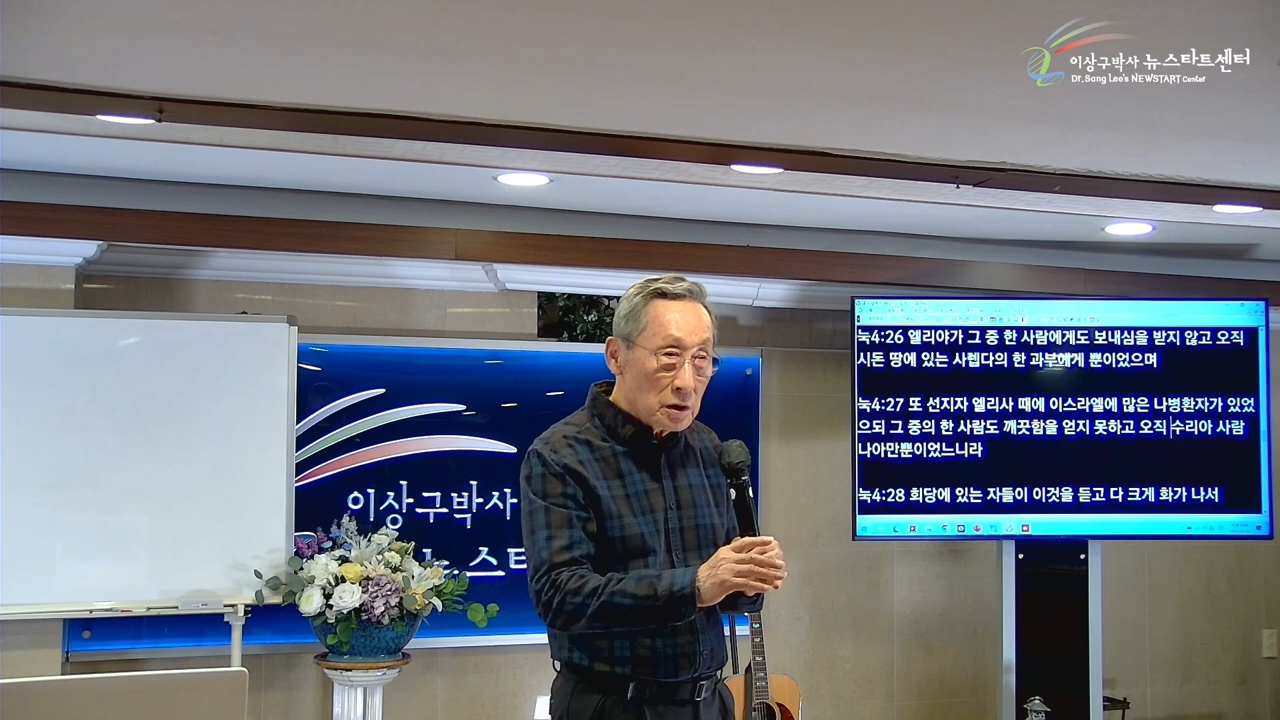 이상구박사 뉴스타트센터
Dr. Sang Lee's NEWSTART Center
눅4:26 엘리야가 그 중 한 사람에게도 보내심을 받지 않고 오직
시돈 땅에 있는 사렙다의 한 과부에게 뿐이었으며
눅4:27 또 선지자 엘리사 때에 이스라엘에 많은 나병환자가 있었
으되 그 중의 한 사람도 깨끗함을 얻지 못하고 오직 수리아 사람
나아만뿐이었느니라
눅4:28 회당에 있는 자들이 이것을 듣고 다 크게 화가 나서
이상구박사
뉴스타